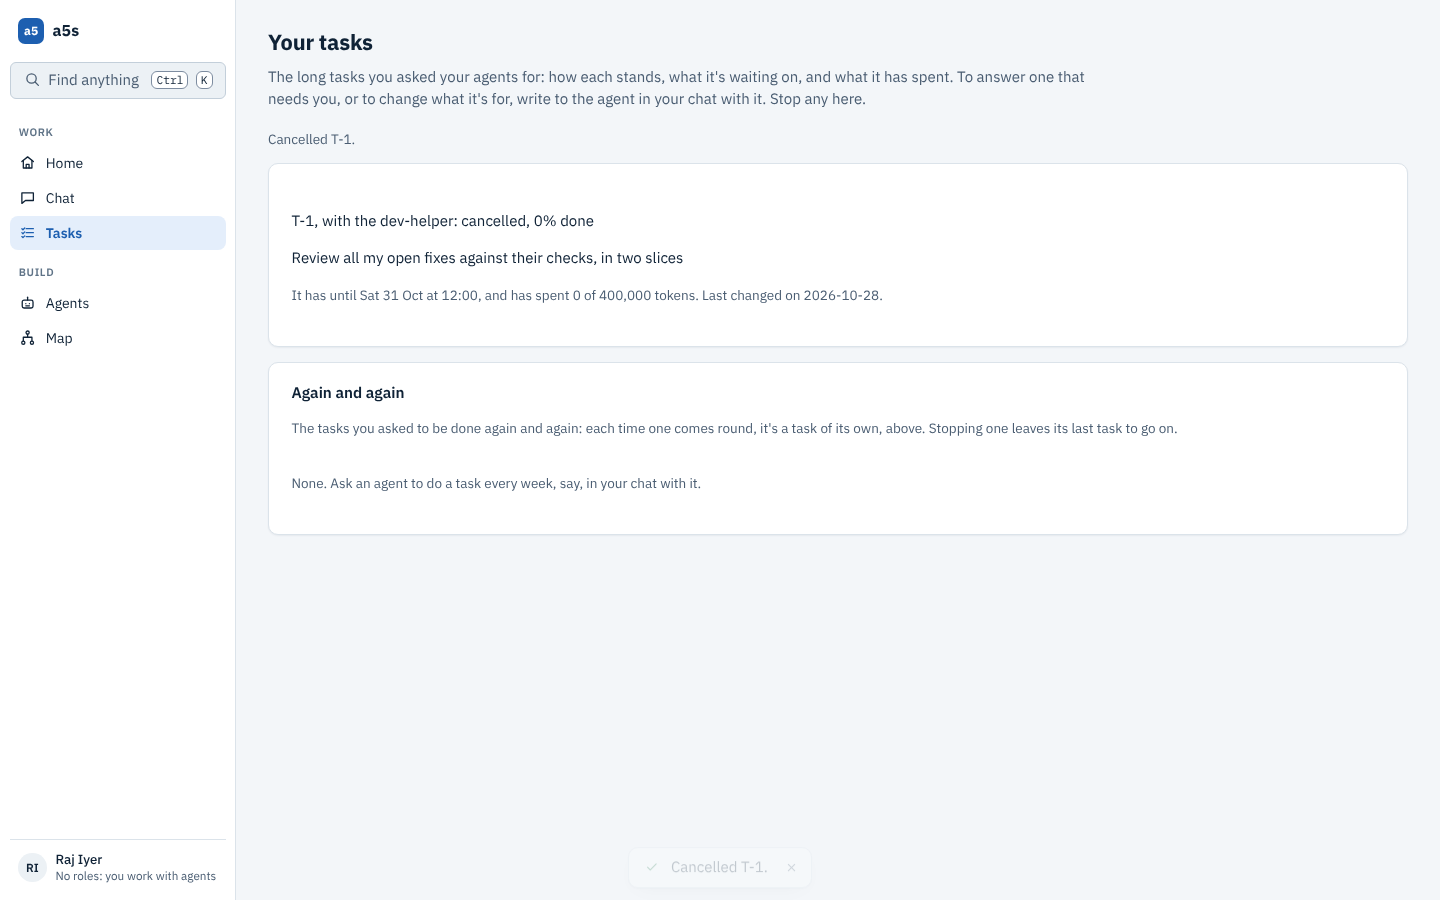 a5 a5s
Find anything Ctrl K
WORK
Home
Chat
Tasks
BUILD
Agents
Map
RI Raj Iyer
No roles: you work with agents
Your tasks
The long tasks you asked your agents for: how each stands, what it's waiting on, and what it has spent. To answer one that
needs you, or to change what it's for, write to the agent in your chat with it. Stop any here.
Cancelled T-1.
T-1, with the dev-helper: cancelled, 0% done
Review all my open fixes against their checks, in two slices
It has until Sat 31 Oct at 12:00, and has spent 0 of 400,000 tokens. Last changed on 2026-10-28.
Again and again
The tasks you asked to be done again and again: each time one comes round, it's a task of its own, above. Stopping one leaves its last task to go on.
None. Ask an agent to do a task every week, say, in your chat with it.
Cancelled T-1.